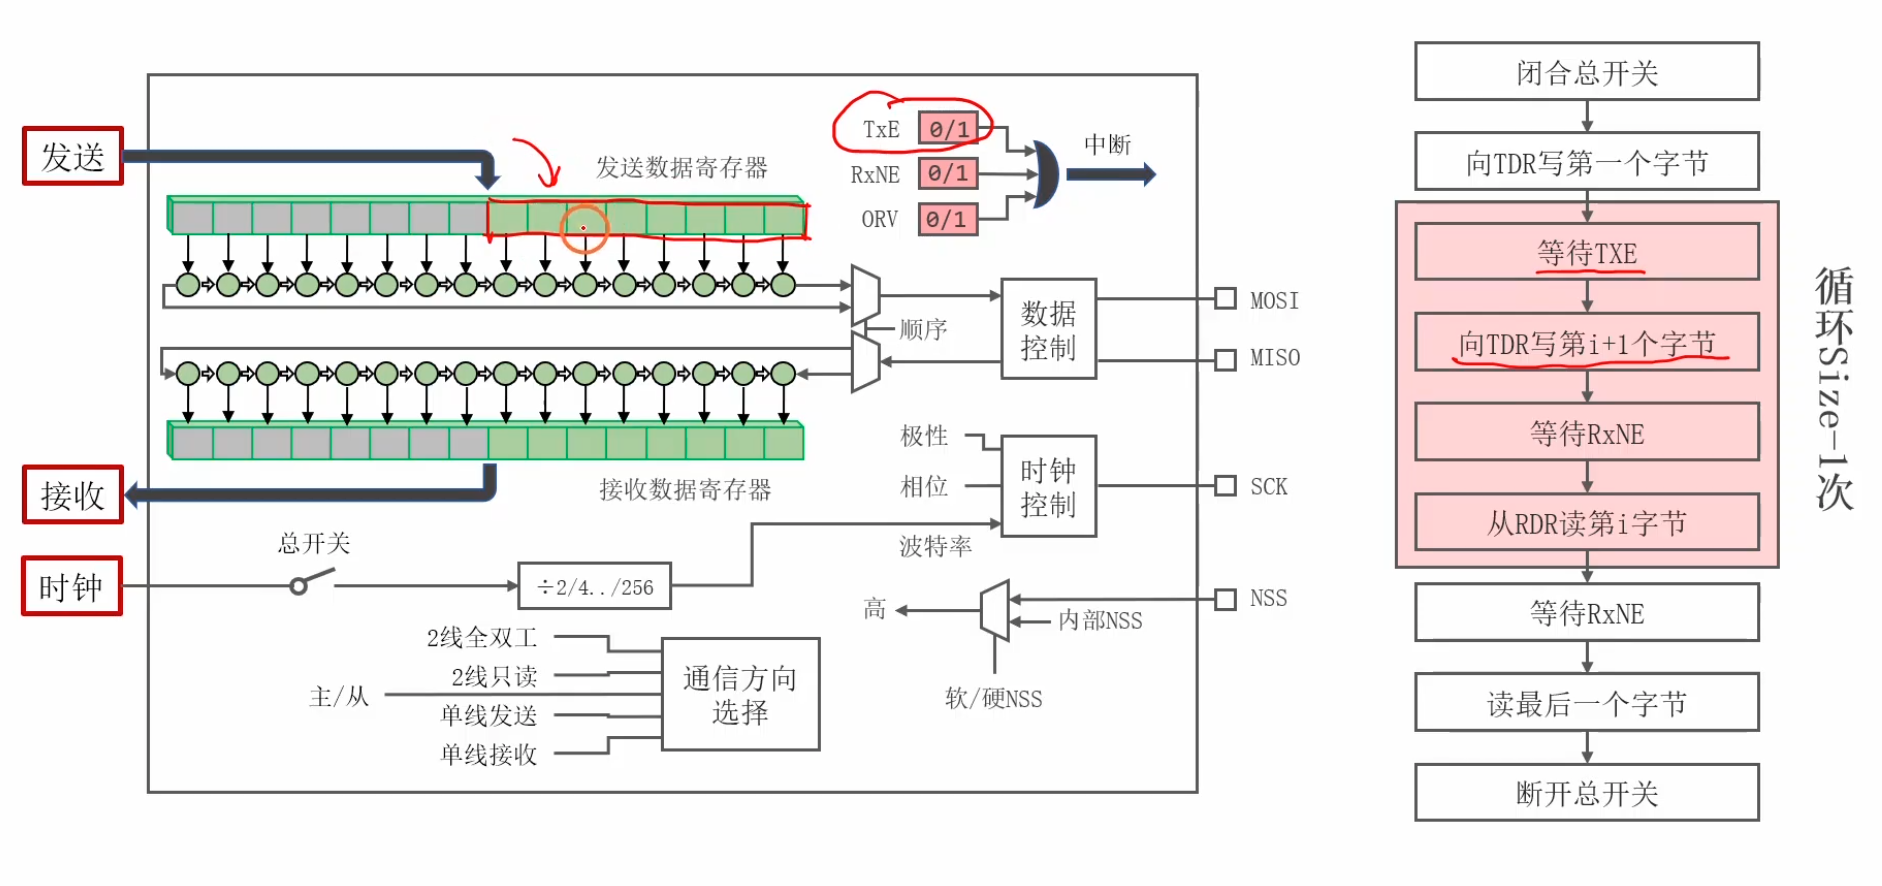 发送
发送数据寄存器
TxE 0/1
RxNE 0/1
ORV 0/1
中断
顺序
数据
控制
MOSI
MISO
接收
接收数据寄存器
极性
相位
波特率
时钟
控制
SCK
时钟
总开关
÷2/4../256
高
内部NSS
NSS
软/硬NSS
2线全双工
2线只读
主/从
单线发送
单线接收
通信方向
选择
闭合总开关
向TDR写第一个字节
等待TXE
向TDR写第i+1个字节
等待RxNE
从RDR读第i字节
循环Size-1次
等待RxNE
读最后一个字节
断开总开关